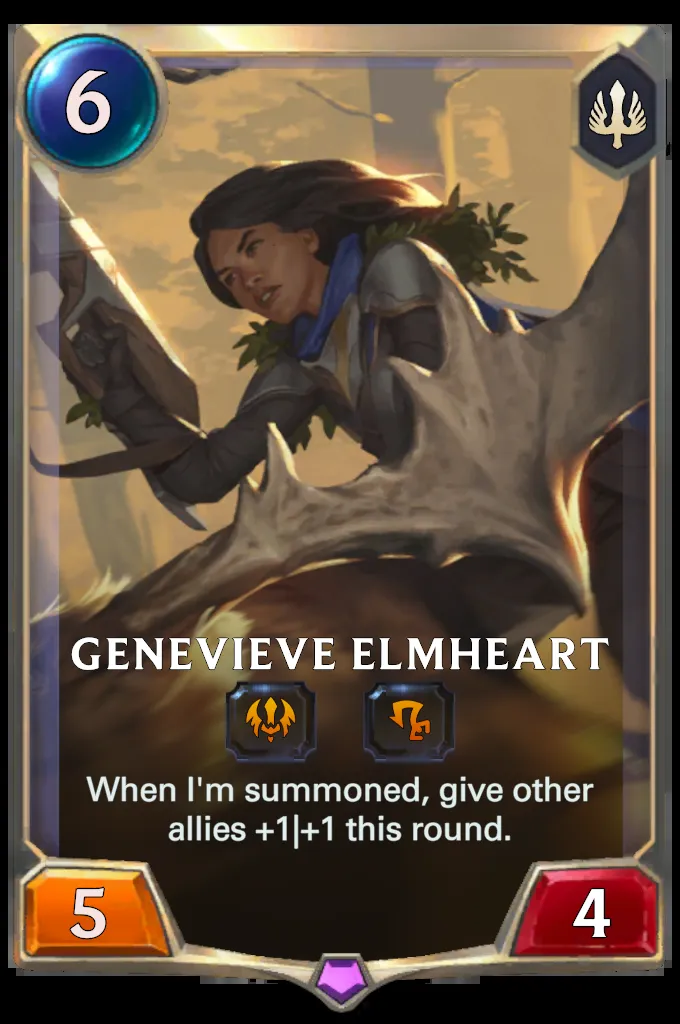 6
GENEVIEVE ELMHEART
When I'm summoned, give other
allies +1|+1 this round.
5 4